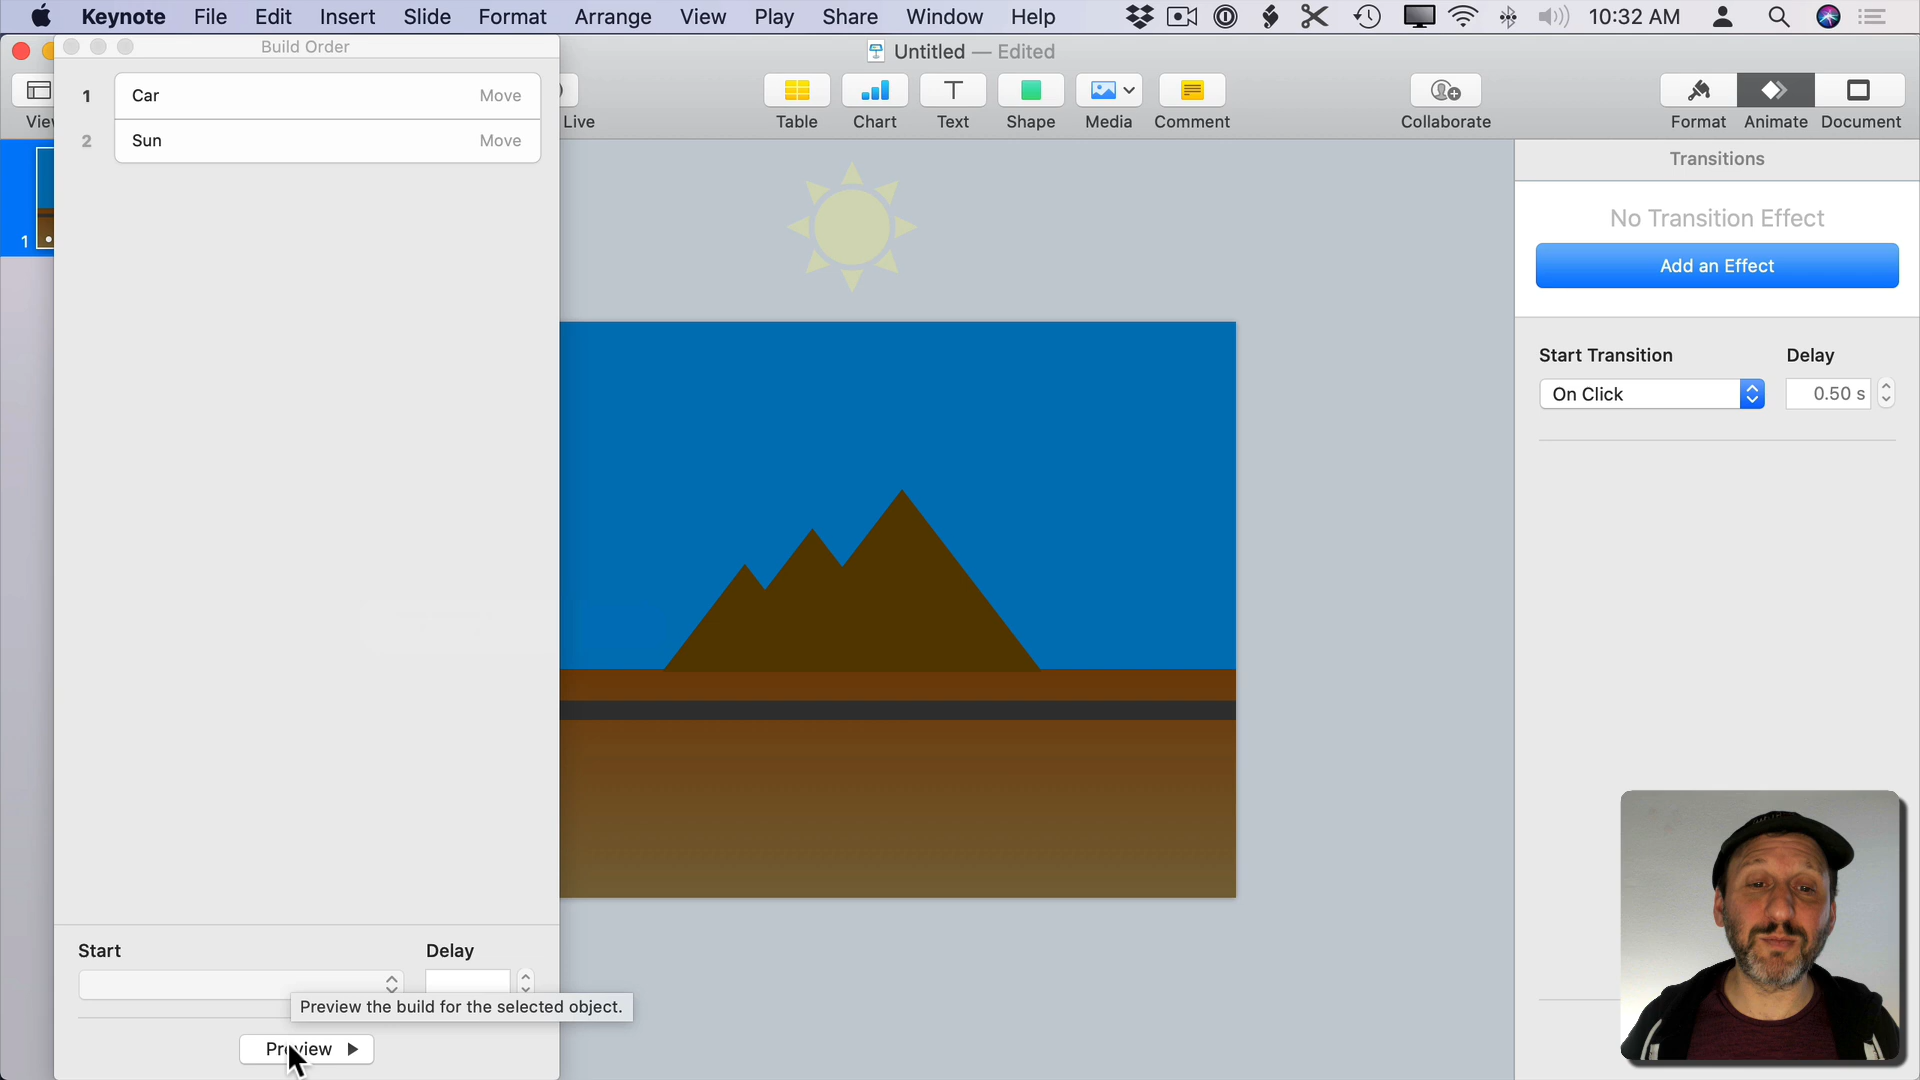 Keynote File Edit Insert Slide Format Arrange View Play Share Window Help 10:32 AM
Build Order
Untitled — Edited
1 Car Move
2 Sun Move
View
Live
Table
Chart
Text
Shape
Media
Comment
Collaborate
Format
Animate
Document
1
Transitions
No Transition Effect
Add an Effect
Start Transition Delay
On Click 0.50 s
Start Delay
Preview the build for the selected object.
Preview